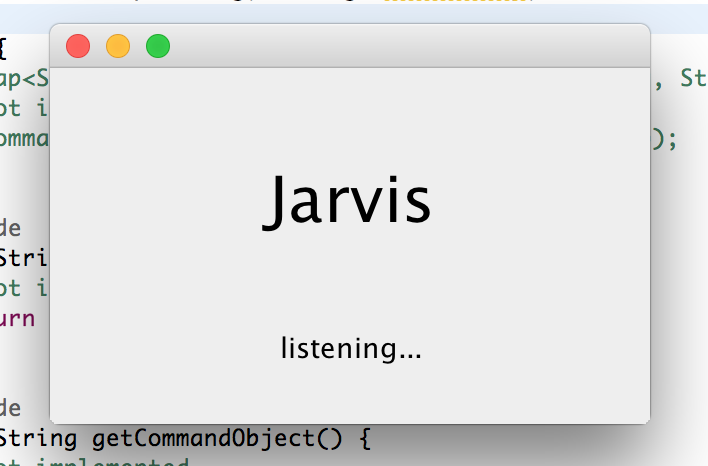 {
ap<S
, St
ot i
omma
);
Jarvis
de
Stri
ot i
urn
listening...
de
String getCommandObject() {